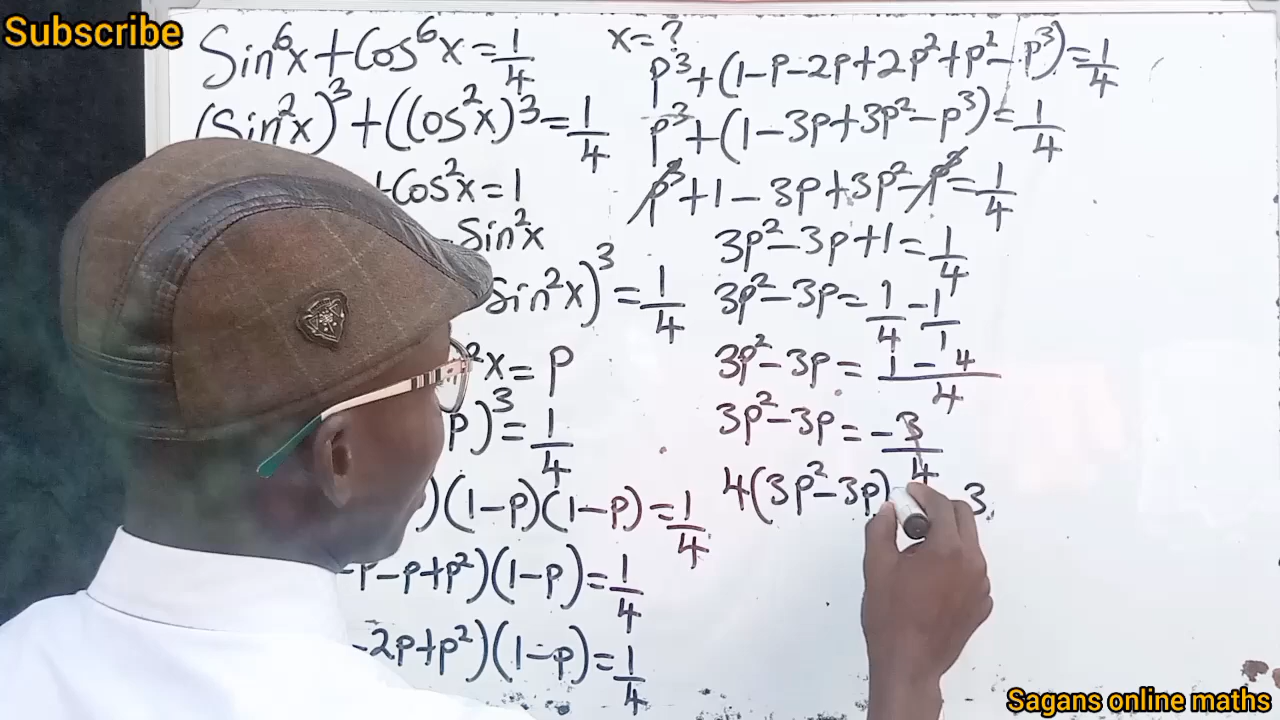 Subscribe
Sin⁶x+Cos⁶x=1/4
(Sin²x)³+(Cos²x)³=1/4
+Cos²x=1
-Sin²x
Sin²x)³=1/4
²x=P
P)³=1/4
)(1-P)(1-P)=1/4
-P-P+P²)(1-P)=1/4
-2P+P²)(1-P)=1/4
x=?
P³+(1-P-2P+2P²+P²-P³)=1/4
P³+(1-3P+3P²-P³)=1/4
P³+1-3P+3P²-P³=1/4
3P²-3P+1=1/4
3P²-3P=1/4-1/1
3P²-3P=(1-4)/4
3P²-3P=-3/4
4(3P²-3P) 3
Sagans online maths